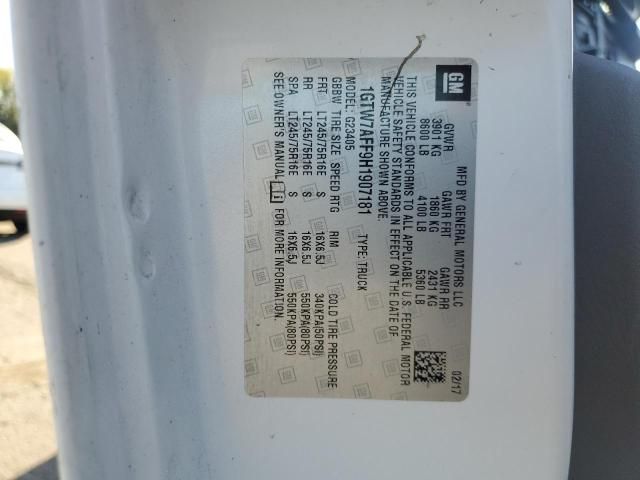 GM
MFD BY GENERAL MOTORS LLC
02/17
GVWR GAWR FRT GAWR RR
3901 KG 1860 KG 2431 KG
8600 LB 4100 LB 5360 LB
THIS VEHICLE CONFORMS TO ALL APPLICABLE U.S. FEDERAL MOTOR
VEHICLE SAFETY STANDARDS IN EFFECT ON THE DATE OF
MANUFACTURE SHOWN ABOVE.
1GTW7AFF9H1907181 TYPE: TRUCK
MODEL: G23405
GBBW TIRE SIZE SPEED RTG RIM COLD TIRE PRESSURE
FRT LT245/75R16E S 16X6.5J 340KPA(50PSI)
RR LT245/75R16E S 16X6.5J 550KPA(80PSI)
SPA LT245/75R16E S 16X6.5J 550KPA(80PSI)
SEE OWNER'S MANUAL FOR MORE INFORMATION.